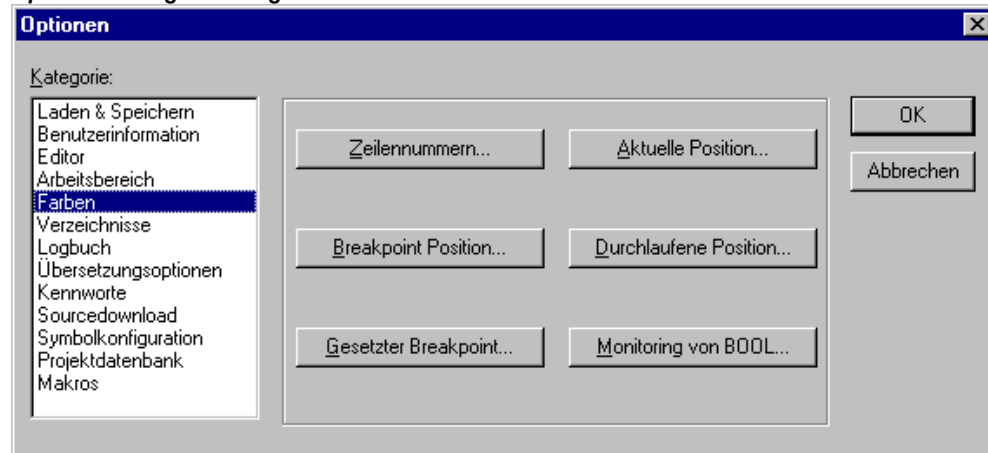 Optionen
Kategorie:
Laden & Speichern
Benutzerinformation
Editor
Arbeitsbereich
Farben
Verzeichnisse
Logbuch
Übersetzungsoptionen
Kennworte
Sourcedownload
Symbolkonfiguration
Projektdatenbank
Makros
Zeilennummern...
Aktuelle Position...
Breakpoint Position...
Durchlaufene Position...
Gesetzter Breakpoint...
Monitoring von BOOL...
OK
Abbrechen